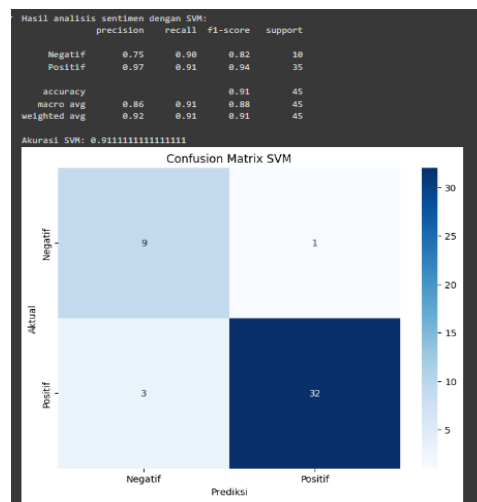 Hasil analisis sentimen dengan SVM:
precision recall f1-score support
Negatif 0.75 0.90 0.82 10
Positif 0.97 0.91 0.94 35
accuracy 0.91 45
macro avg 0.86 0.91 0.88 45
weighted avg 0.92 0.91 0.91 45
Akurasi SVM: 0.9111111111111111
Confusion Matrix SVM
Negatif 9 1
Positif 3 32
Aktual
Negatif Positif
Prediksi
30
25
20
15
10
5